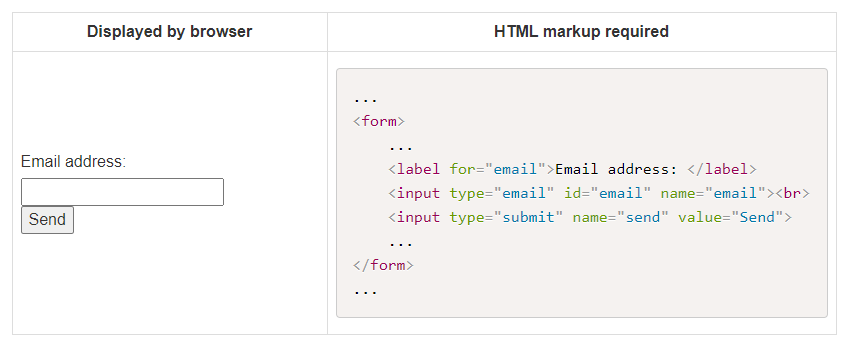 Displayed by browser
HTML markup required
Email address:
Send
...
<form>
...
<label for="email">Email address: </label>
<input type="email" id="email" name="email"><br>
<input type="submit" name="send" value="Send">
...
</form>
...